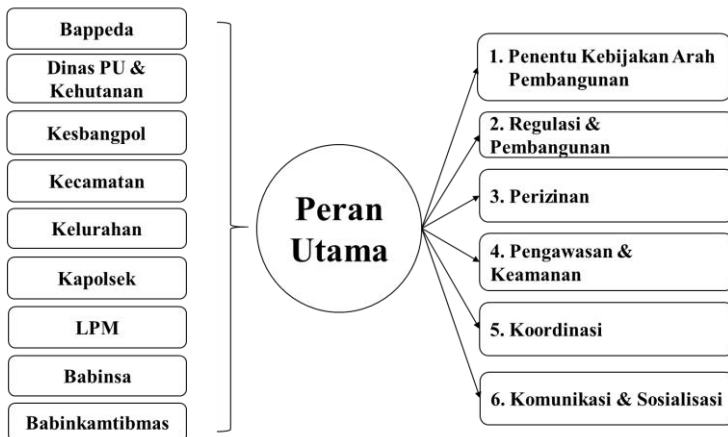 Bappeda
Dinas PU &
Kehutanan
Kesbangpol
Kecamatan
Kelurahan
Kapolsek
LPM
Babinsa
Babinkamtibmas
Peran
Utama
1. Penentu Kebijakan Arah
Pembangunan
2. Regulasi &
Pembangunan
3. Perizinan
4. Pengawasan &
Keamanan
5. Koordinasi
6. Komunikasi & Sosialisasi